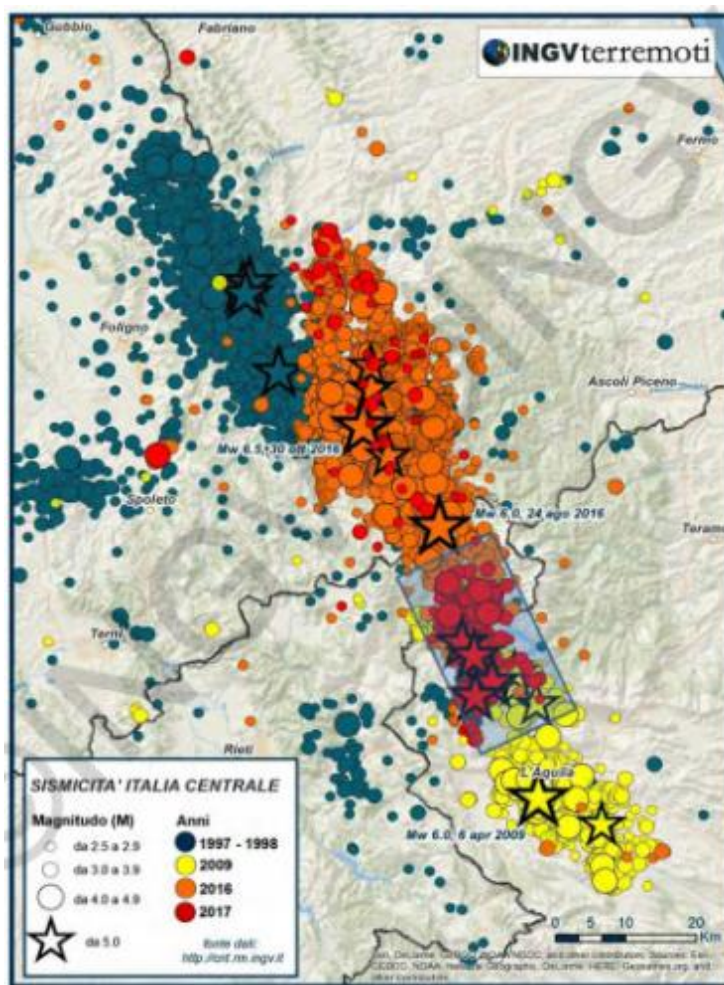 Gubbio
Fabriano
INGVterremoti
Fermo
Foligno
Ascoli Piceno
Mw 6.5, 30 ott 2016
Spoleto
Mw 6.0, 24 ago 2016
Teramo
Terni
Rieti
L'Aquila
Mw 6.0, 6 apr 2009
SISMICITA' ITALIA CENTRALE
Magnitudo (M)
da 2.5 a 2.9
da 3.0 a 3.9
da 4.0 a 4.9
da 5.0
Anni
1997 - 1998
2009
2016
2017
fonte dati:
http://cnt.rm.ingv.it
0 5 10 20
Km
© INGV INGV